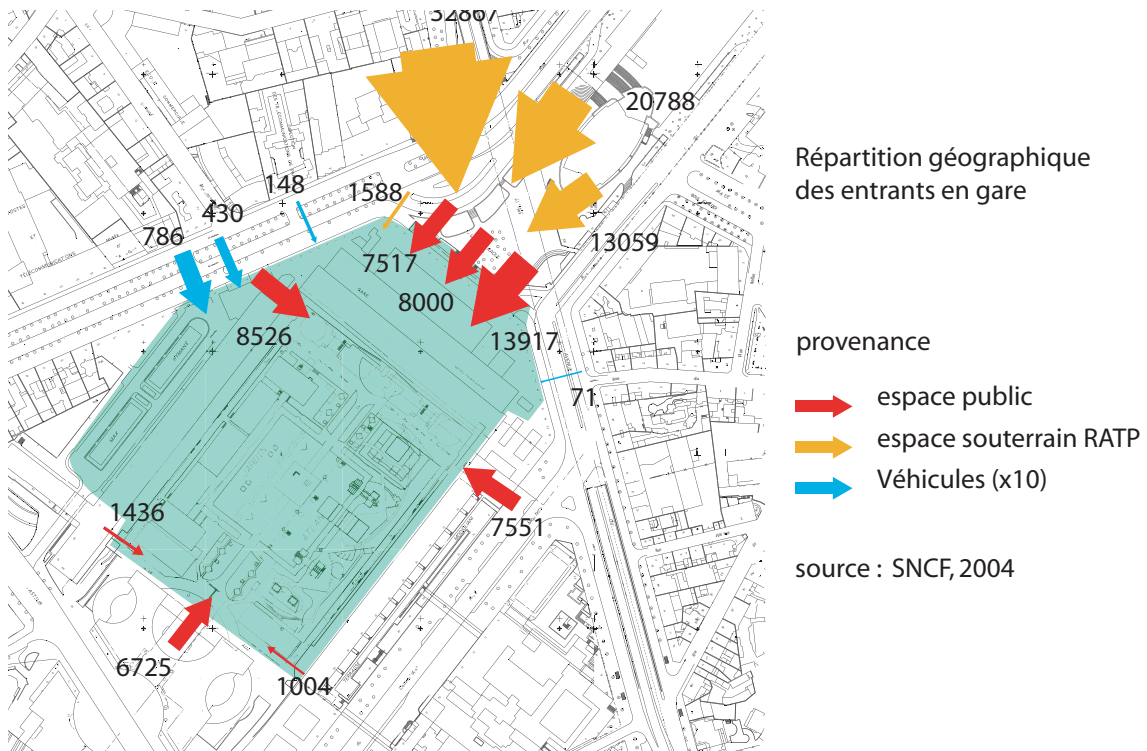 32867
20788
Répartition géographique
des entrants en gare
148
1588
430
786
13059
7517
8000
8526
13917
provenance
71
espace public
espace souterrain RATP
Véhicules (x10)
1436
7551
source : SNCF, 2004
6725
1004